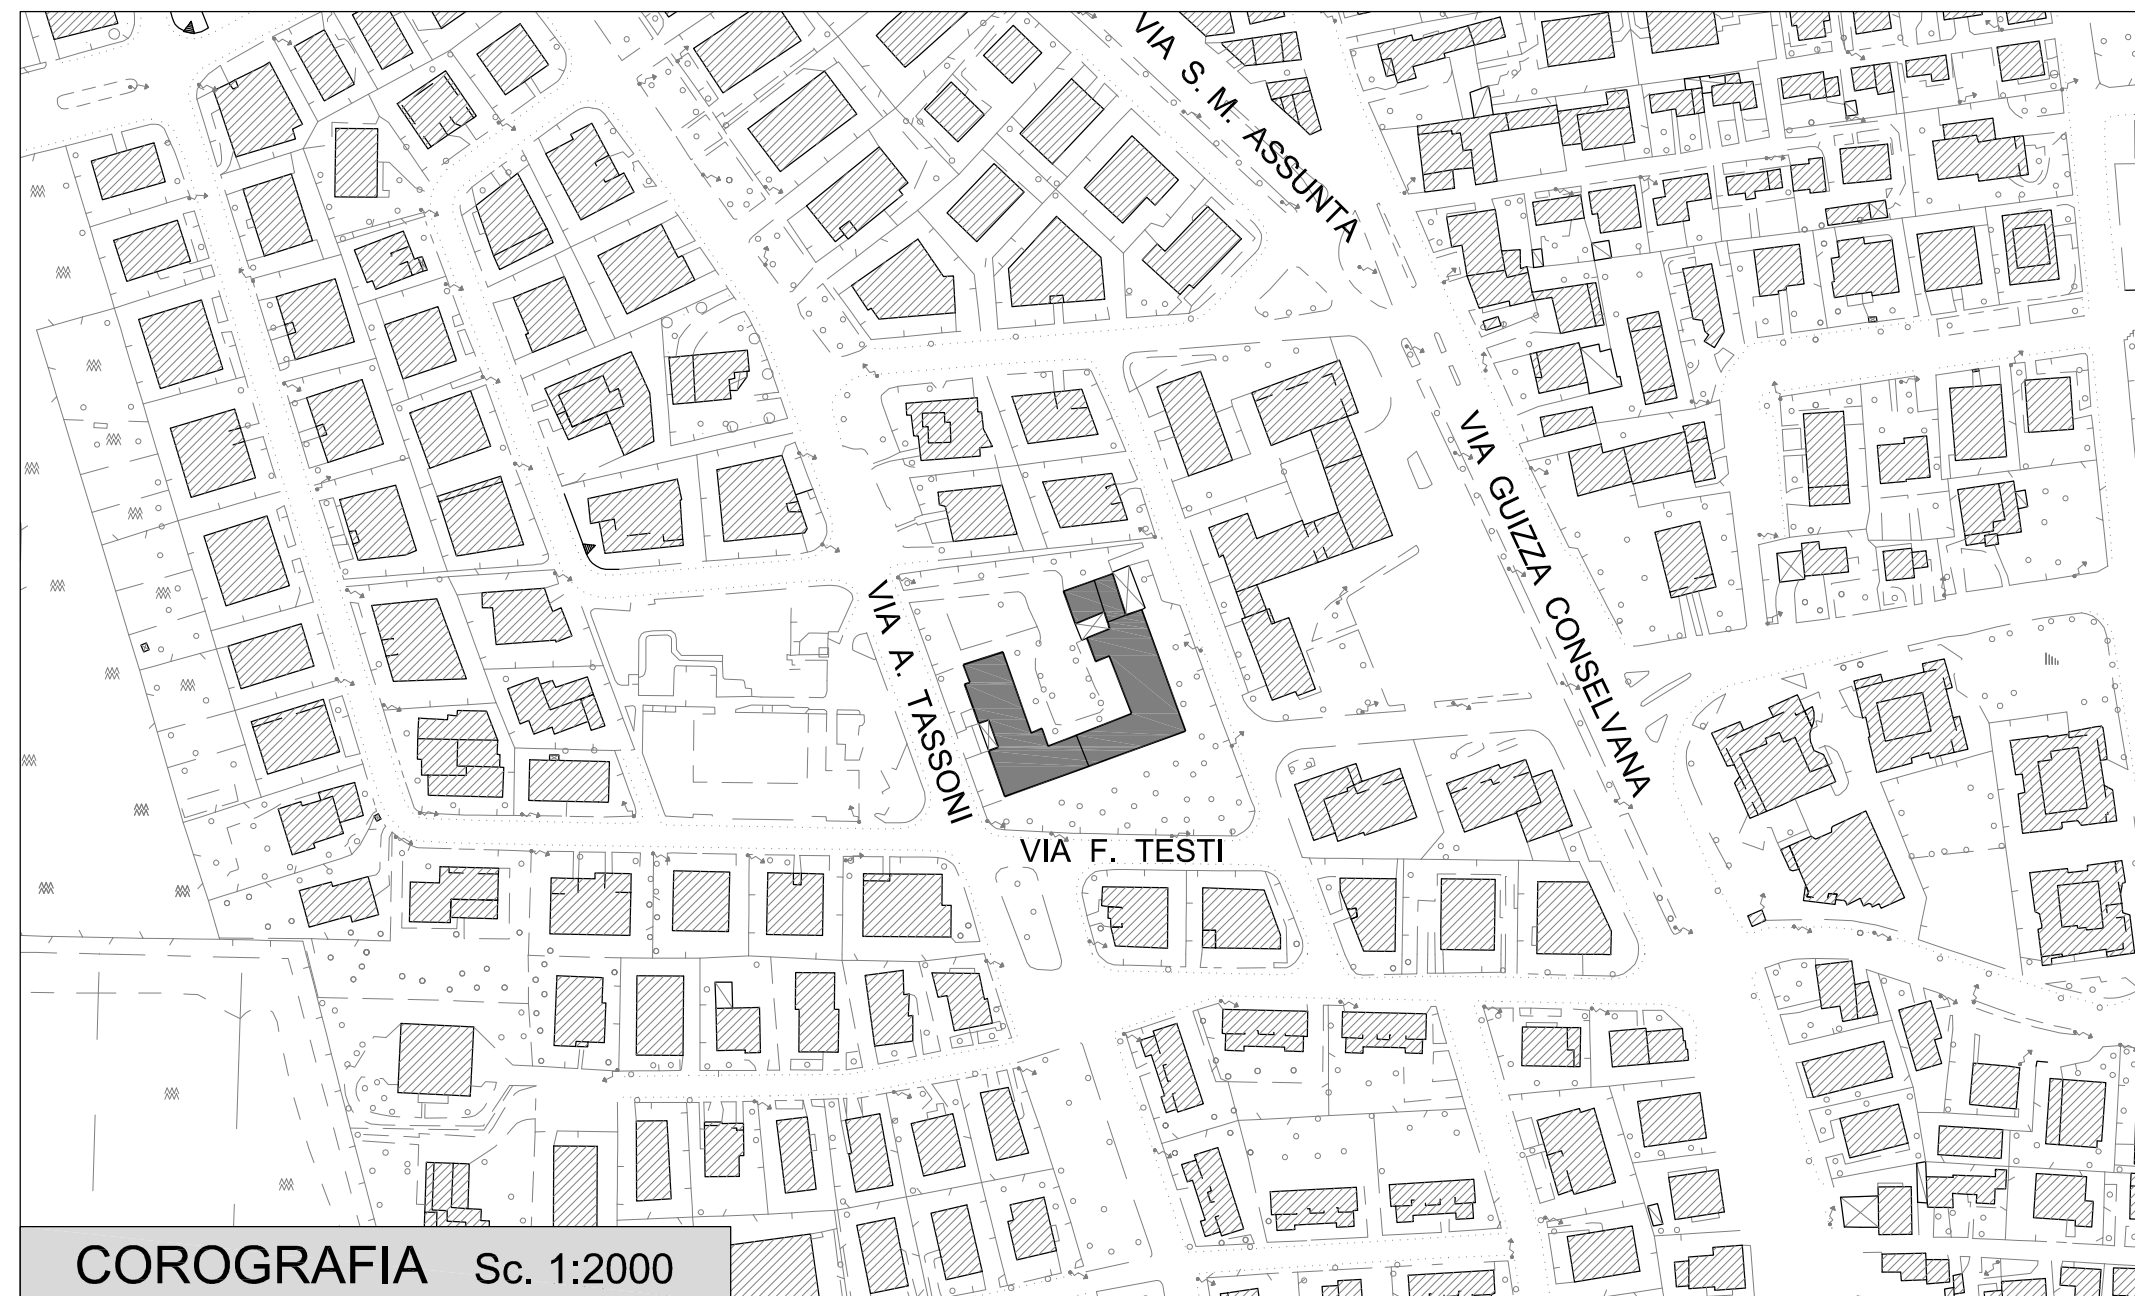 VIA S. M. ASSUNTA
VIA GUIZZA CONSELVANA
VIA A. TASSONI
VIA F. TESTI
COROGRAFIA Sc. 1:2000